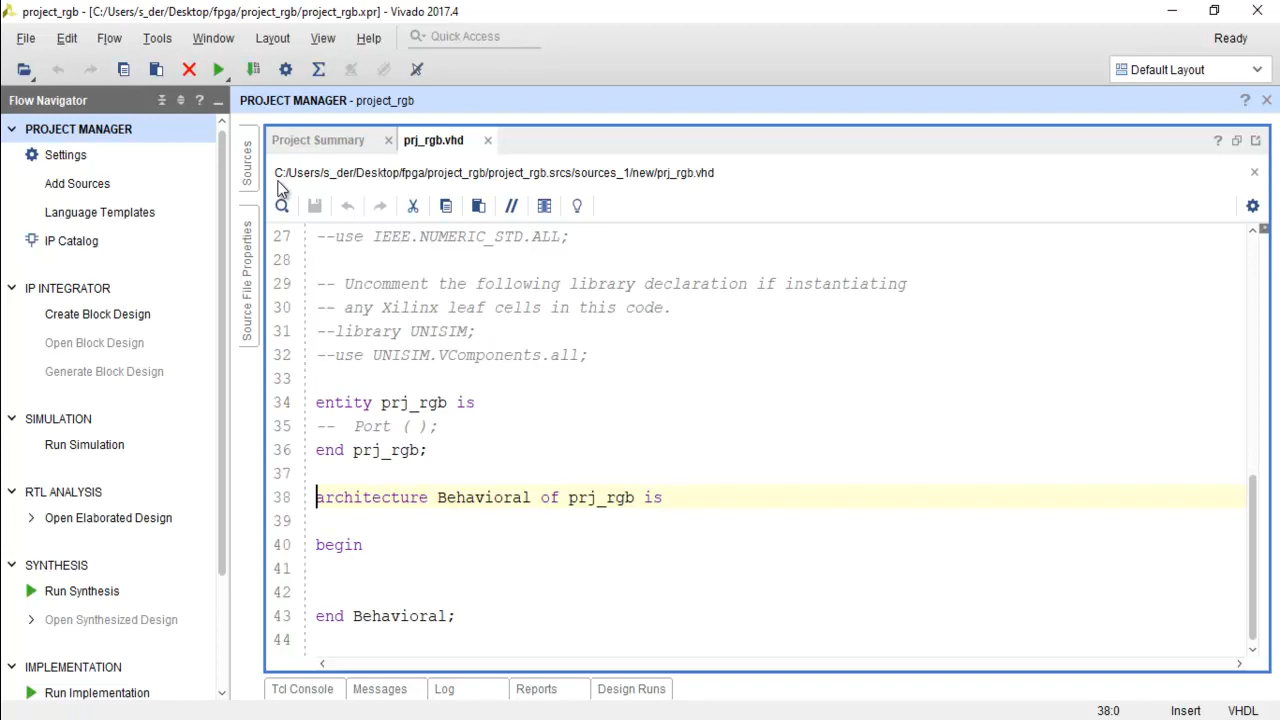 project_rgb - [C:/Users/s_der/Desktop/fpga/project_rgb/project_rgb.xpr] - Vivado 2017.4
File Edit Flow Tools Window Layout View Help Quick Access Ready
Default Layout
Flow Navigator
PROJECT MANAGER - project_rgb
PROJECT MANAGER
Settings
Add Sources
Language Templates
IP Catalog
IP INTEGRATOR
Create Block Design
Open Block Design
Generate Block Design
SIMULATION
Run Simulation
RTL ANALYSIS
Open Elaborated Design
SYNTHESIS
Run Synthesis
Open Synthesized Design
IMPLEMENTATION
Run Implementation
Sources
Source File Properties
Project Summary prj_rgb.vhd
C:/Users/s_der/Desktop/fpga/project_rgb/project_rgb.srcs/sources_1/new/prj_rgb.vhd
27 --use IEEE.NUMERIC_STD.ALL;
28
29 -- Uncomment the following library declaration if instantiating
30 -- any Xilinx leaf cells in this code.
31 --library UNISIM;
32 --use UNISIM.VComponents.all;
33
34 entity prj_rgb is
35 -- Port ( );
36 end prj_rgb;
37
38 architecture Behavioral of prj_rgb is
39
40 begin
41
42
43 end Behavioral;
44
Tcl Console Messages Log Reports Design Runs
38:0 Insert VHDL